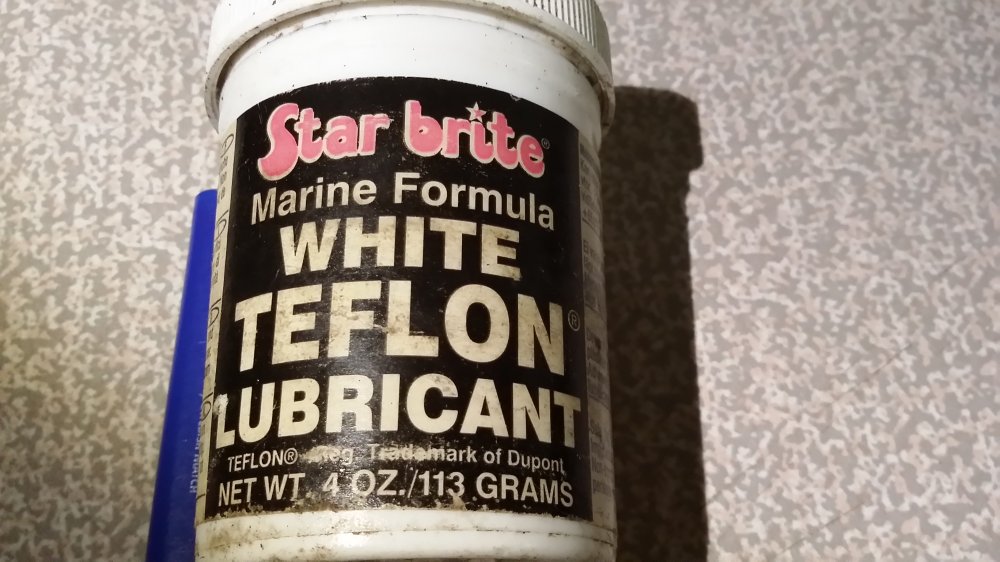 Star brite®
Marine Formula
WHITE
TEFLON®
LUBRICANT
TEFLON® Reg. Trademark of Dupont
NET WT. 4 OZ./113 GRAMS